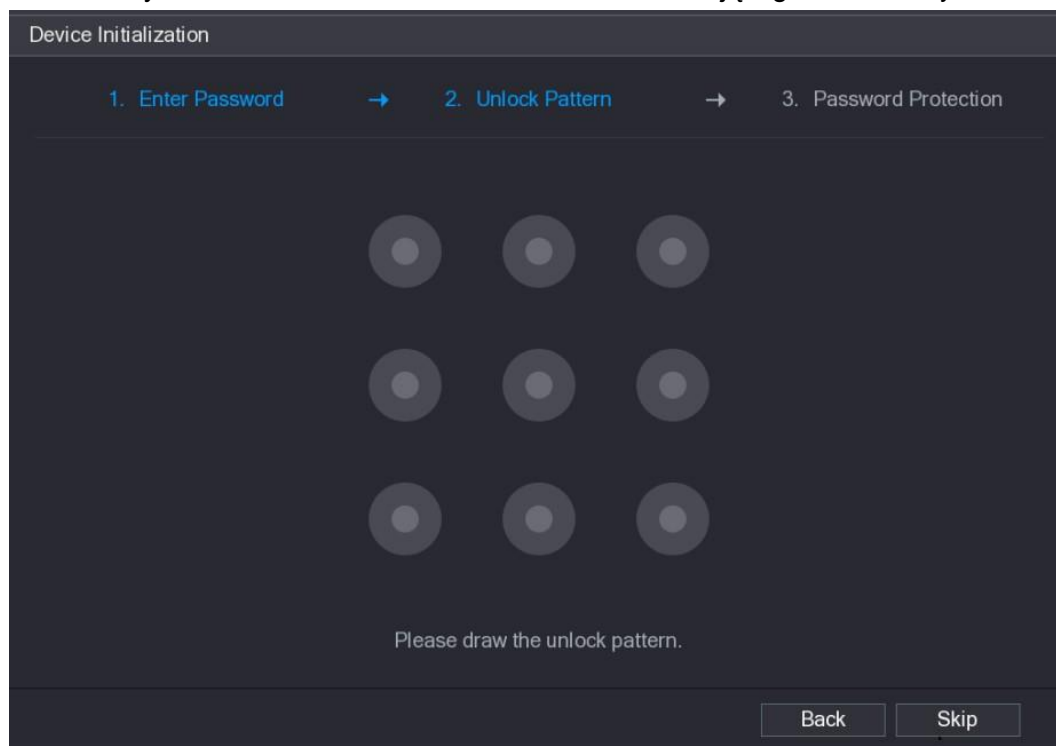 Device Initialization
1. Enter Password → 2. Unlock Pattern → 3. Password Protection
Please draw the unlock pattern.
Back Skip